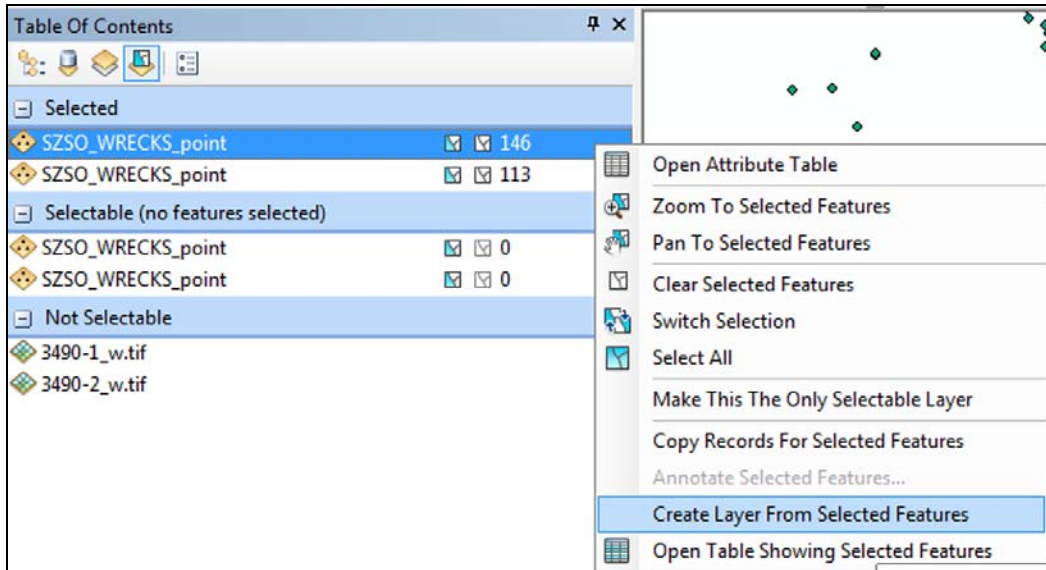 Table Of Contents
Selected
SZSO_WRECKS_point 146
SZSO_WRECKS_point 113
Selectable (no features selected)
SZSO_WRECKS_point 0
SZSO_WRECKS_point 0
Not Selectable
3490-1_w.tif
3490-2_w.tif
Open Attribute Table
Zoom To Selected Features
Pan To Selected Features
Clear Selected Features
Switch Selection
Select All
Make This The Only Selectable Layer
Copy Records For Selected Features
Annotate Selected Features...
Create Layer From Selected Features
Open Table Showing Selected Features